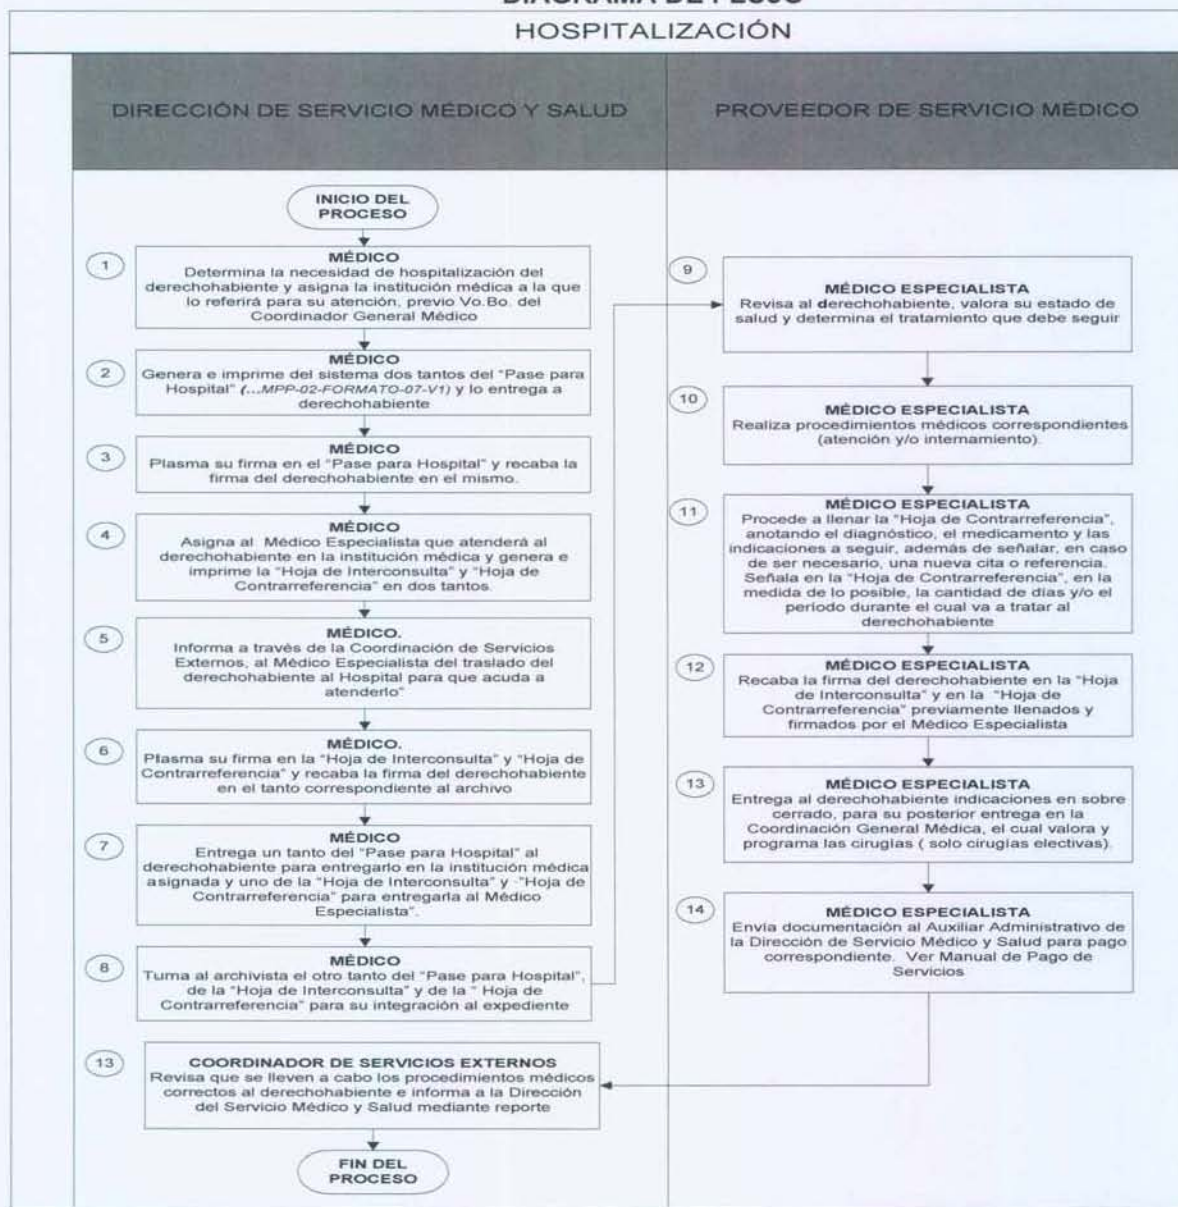 DIAGRAMA DE FLUJO
HOSPITALIZACIÓN
DIRECCIÓN DE SERVICIO MÉDICO Y SALUD
PROVEEDOR DE SERVICIO MÉDICO
INICIO DEL
PROCESO
1
MÉDICO
Determina la necesidad de hospitalización del
derechohabiente y asigna la institución médica a la que
lo referirá para su atención, previo Vo.Bo. del
Coordinador General Médico
2
MÉDICO
Genera e imprime del sistema dos tantos del "Pase para
Hospital" (...MPP-02-FORMATO-07-V1) y lo entrega a
derechohabiente
3
MÉDICO
Plasma su firma en el "Pase para Hospital" y recaba la
firma del derechohabiente en el mismo.
4
MÉDICO
Asigna al Médico Especialista que atenderá al
derechohabiente en la institución médica y genera e
imprime la "Hoja de Interconsulta" y "Hoja de
Contrarreferencia" en dos tantos.
5
MÉDICO.
Informa a través de la Coordinación de Servicios
Externos, al Médico Especialista del traslado del
derechohabiente al Hospital para que acuda a
atenderlo"
6
MÉDICO.
Plasma su firma en la "Hoja de Interconsulta" y "Hoja de
Contrarreferencia" y recaba la firma del derechohabiente
en el tanto correspondiente al archivo
7
MÉDICO
Entrega un tanto del "Pase para Hospital" al
derechohabiente para entregarlo en la institución médica
asignada y uno de la "Hoja de Interconsulta" y "Hoja de
Contrarreferencia" para entregarla al Médico
Especialista".
8
MÉDICO
Turna al archivista el otro tanto del "Pase para Hospital",
de la "Hoja de Interconsulta" y de la " Hoja de
Contrarreferencia" para su integración al expediente
13
COORDINADOR DE SERVICIOS EXTERNOS
Revisa que se lleven a cabo los procedimientos médicos
correctos al derechohabiente e informa a la Dirección
del Servicio Médico y Salud mediante reporte
FIN DEL
PROCESO
9
MÉDICO ESPECIALISTA
Revisa al derechohabiente, valora su estado de
salud y determina el tratamiento que debe seguir
10
MÉDICO ESPECIALISTA
Realiza procedimientos médicos correspondientes
(atención y/o internamiento).
11
MÉDICO ESPECIALISTA
Procede a llenar la "Hoja de Contrarreferencia",
anotando el diagnóstico, el medicamento y las
indicaciones a seguir, además de señalar, en caso
de ser necesario, una nueva cita o referencia.
Señala en la "Hoja de Contrarreferencia", en la
medida de lo posible, la cantidad de días y/o el
período durante el cual va a tratar al
derechohabiente
12
MÉDICO ESPECIALISTA
Recaba la firma del derechohabiente en la "Hoja
de Interconsulta" y en la "Hoja de
Contrarreferencia" previamente llenados y
firmados por el Médico Especialista
13
MÉDICO ESPECIALISTA
Entrega al derechohabiente indicaciones en sobre
cerrado, para su posterior entrega en la
Coordinación General Médica, el cual valora y
programa las cirugías ( solo cirugías electivas).
14
MÉDICO ESPECIALISTA
Envía documentación al Auxiliar Administrativo de
la Dirección de Servicio Médico y Salud para pago
correspondiente. Ver Manual de Pago de
Servicios